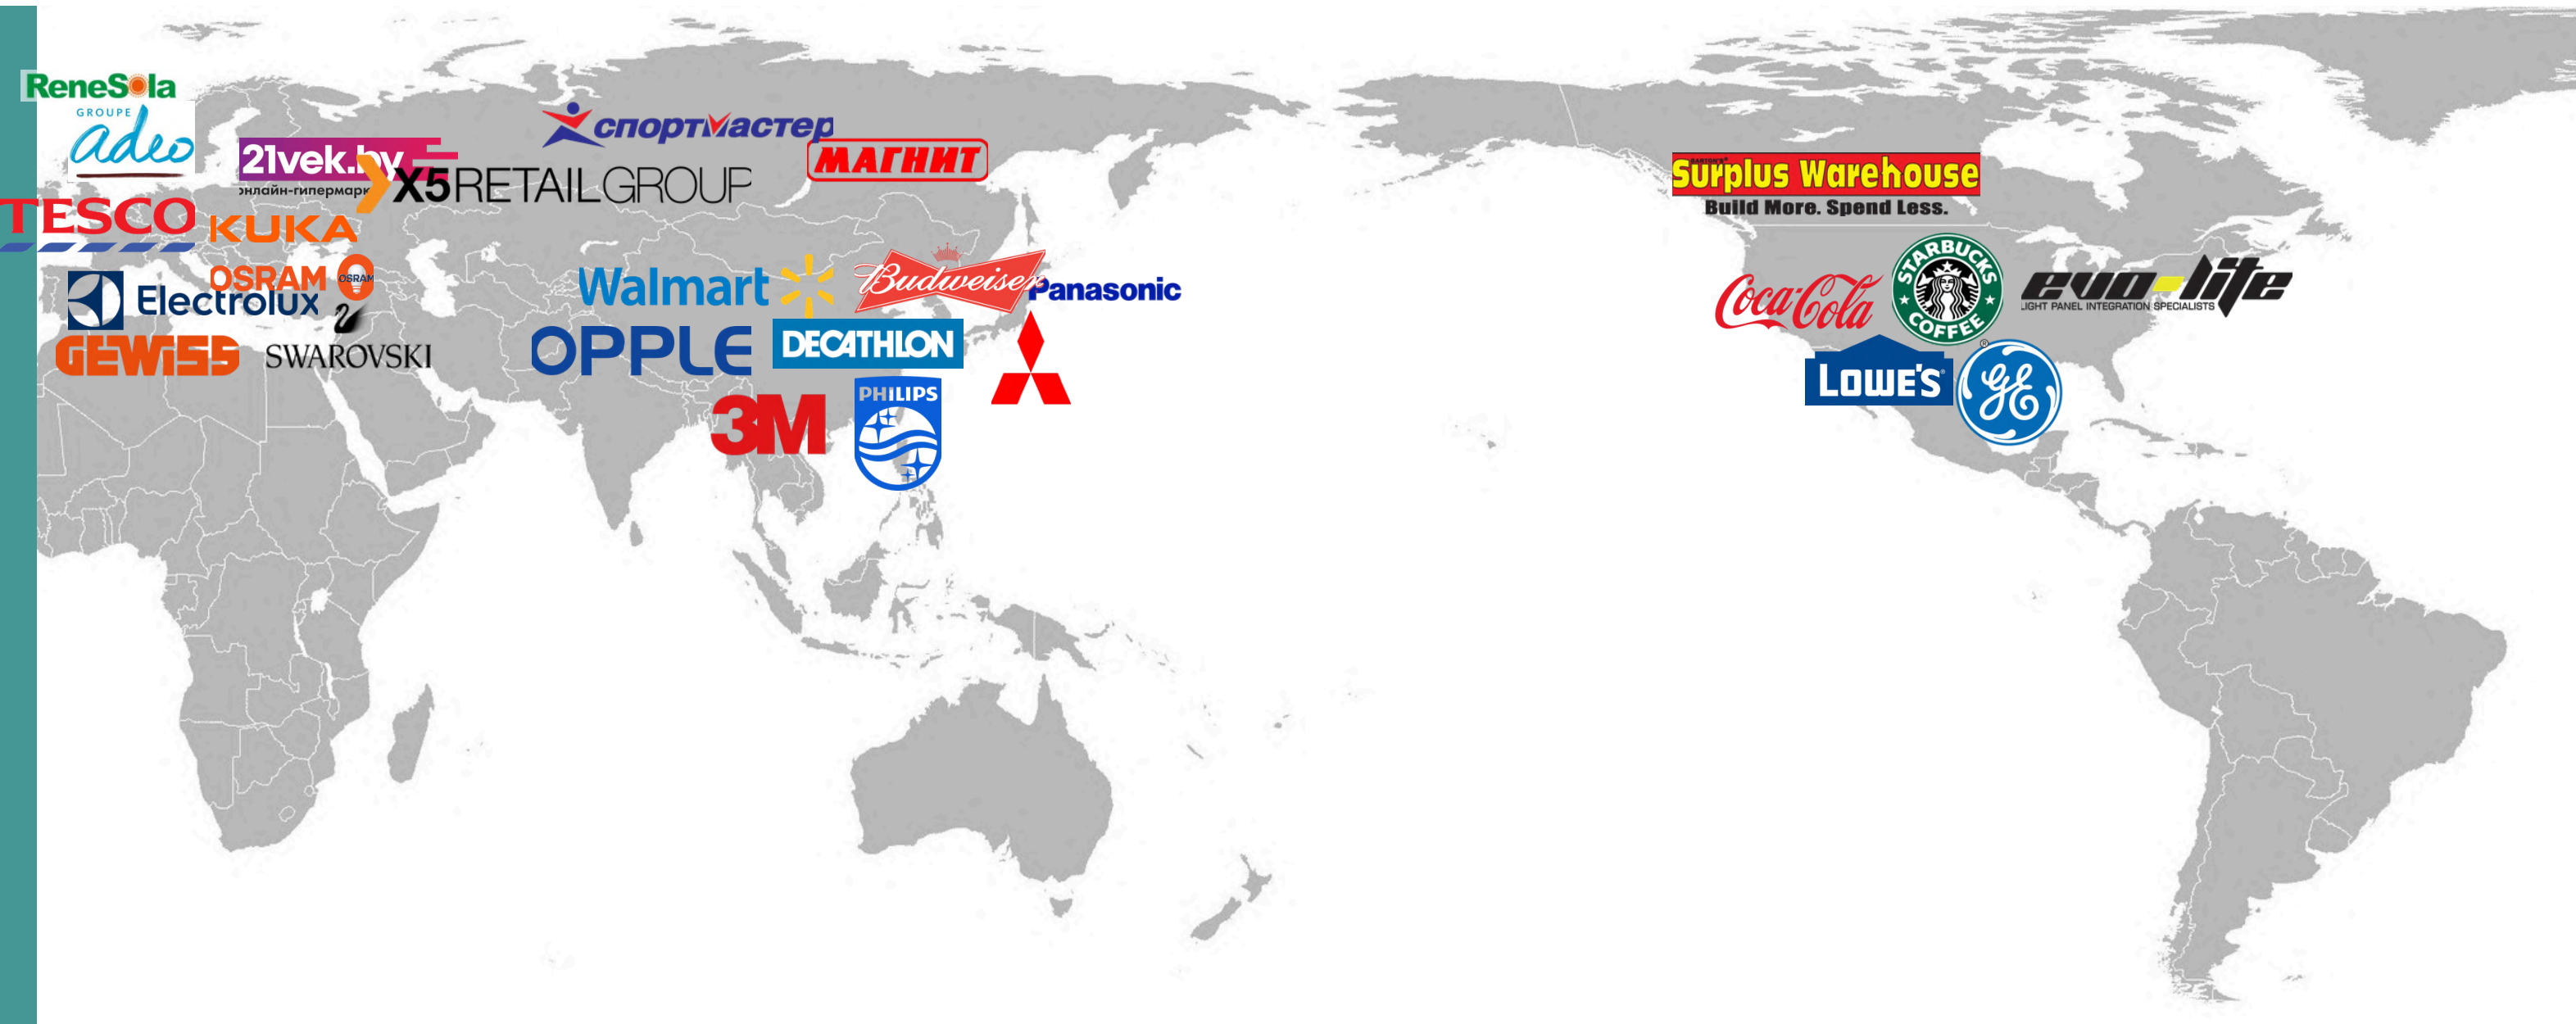 ReneSola
GROUPE
adeo
21vek.by
онлайн-гипермарк
TESCO
KUKA
OSRAM
OSRAM
Electrolux
GEWISS
SWAROVSKI
спортмастер
МАГНИТ
X5 RETAILGROUP
Walmart
Budweiser
Panasonic
OPPLE
DECATHLON
3M
PHILIPS
Surplus Warehouse
Build More. Spend Less.
Coca-Cola
STARBUCKS
COFFEE
evo-lite
LIGHT PANEL INTEGRATION SPECIALISTS
LOWE'S
GE